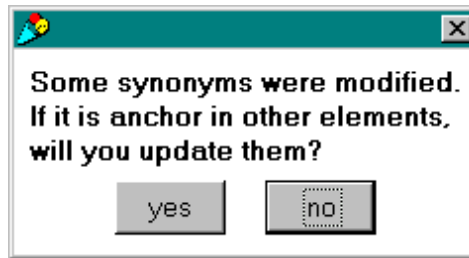 Some synonyms were modified.
If it is anchor in other elements,
will you update them?
yes no